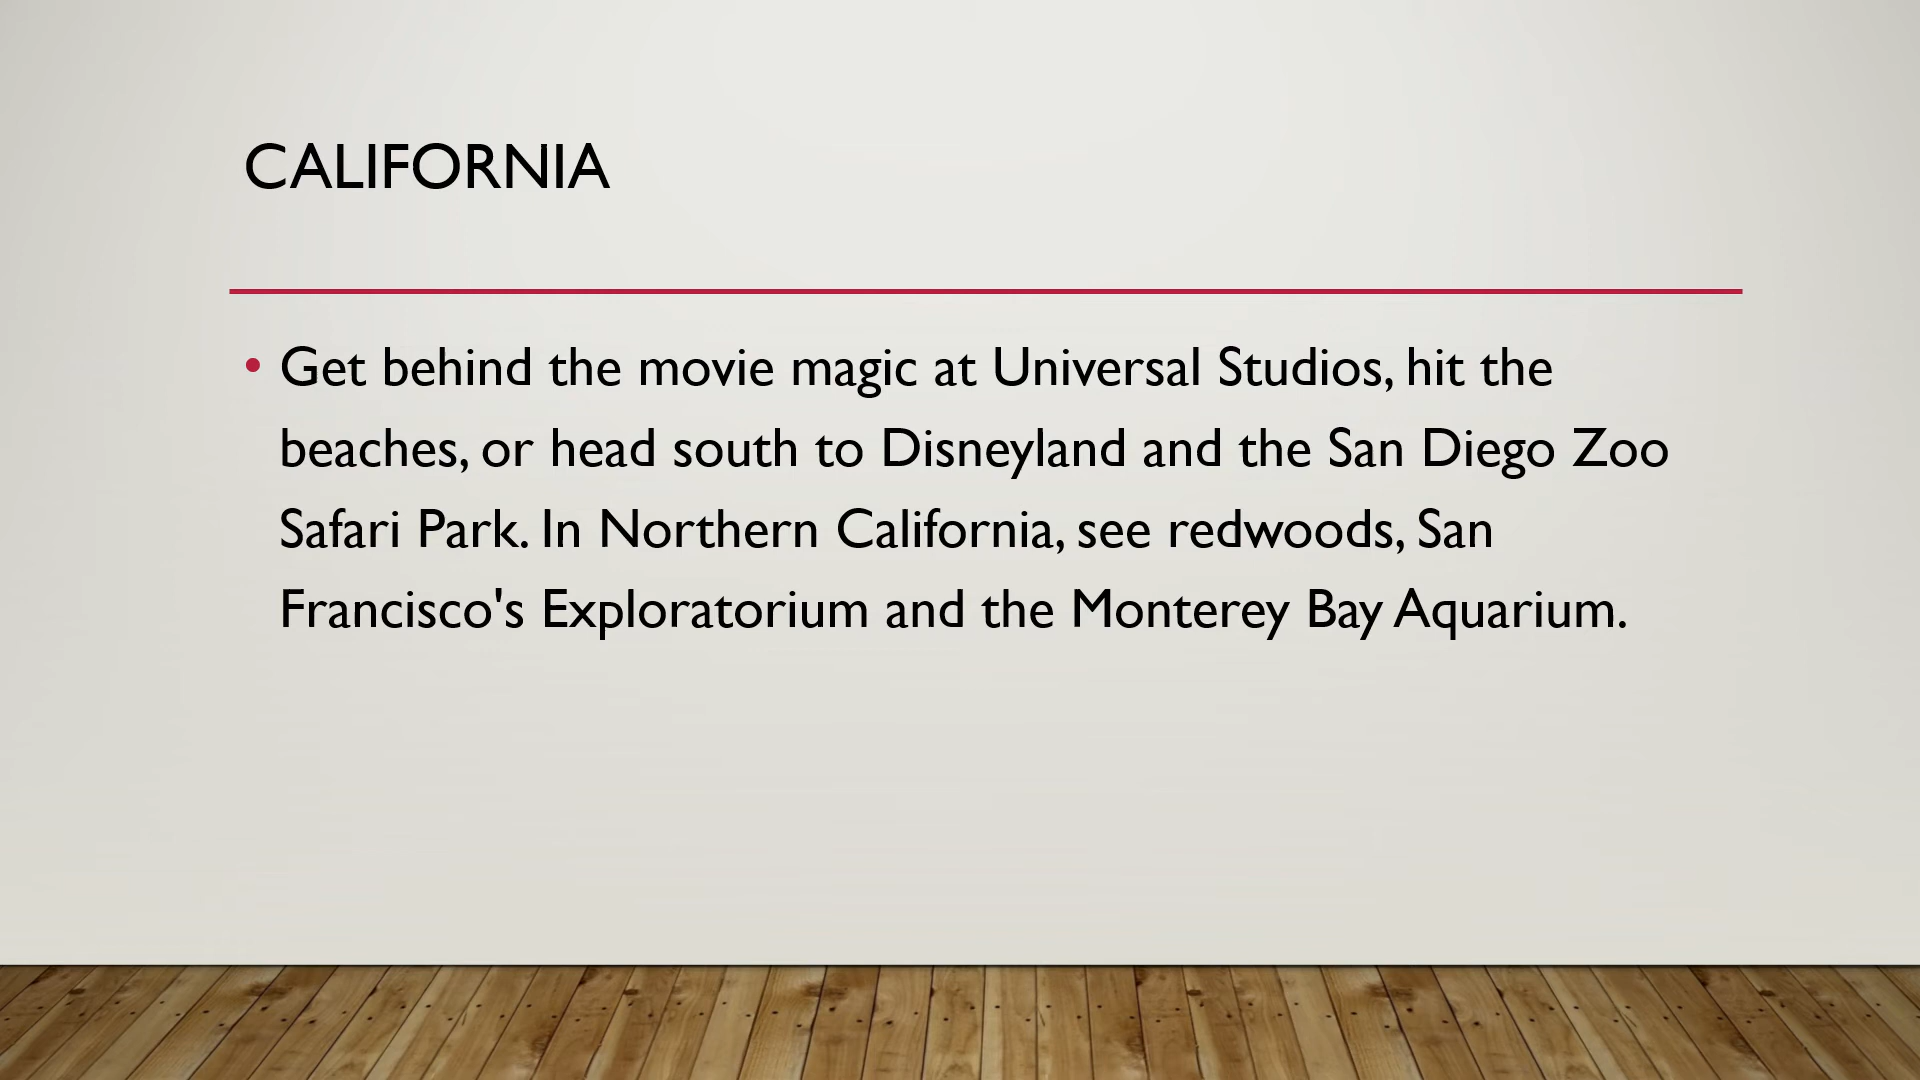 CALIFORNIA
• Get behind the movie magic at Universal Studios, hit the
beaches, or head south to Disneyland and the San Diego Zoo
Safari Park. In Northern California, see redwoods, San
Francisco's Exploratorium and the Monterey Bay Aquarium.